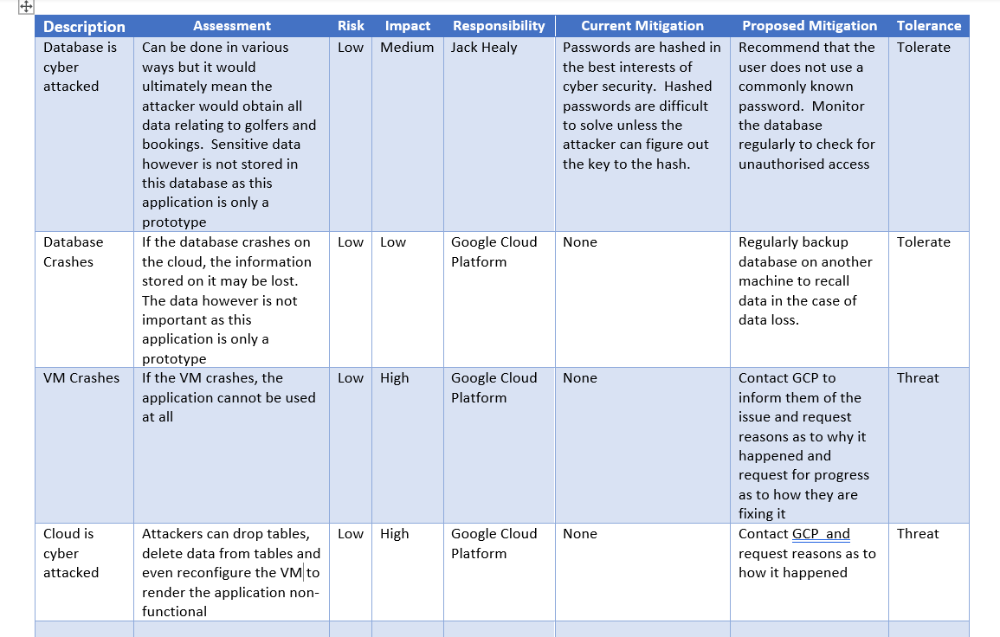 Description Assessment Risk Impact Responsibility Current Mitigation Proposed Mitigation Tolerance
Database is
cyber
attacked
Can be done in various
ways but it would
ultimately mean the
attacker would obtain all
data relating to golfers and
bookings.  Sensitive data
however is not stored in
this database as this
application is only a
prototype
Low
Medium
Jack Healy
Passwords are hashed in
the best interests of
cyber security.  Hashed
passwords are difficult
to solve unless the
attacker can figure out
the key to the hash.
Recommend that the
user does not use a
commonly known
password.  Monitor
the database
regularly to check for
unauthorised access
Tolerate
Database
Crashes
If the database crashes on
the cloud, the information
stored on it may be lost.
The data however is not
important as this
application is only a
prototype
Low
Low
Google Cloud
Platform
None
Regularly backup
database on another
machine to recall
data in the case of
data loss.
Tolerate
VM Crashes
If the VM crashes, the
application cannot be used
at all
Low
High
Google Cloud
Platform
None
Contact GCP to
inform them of the
issue and request
reasons as to why it
happened and
request for progress
as to how they are
fixing it
Threat
Cloud is
cyber
attacked
Attackers can drop tables,
delete data from tables and
even reconfigure the VM to
render the application non-
functional
Low
High
Google Cloud
Platform
None
Contact GCP  and
request reasons as to
how it happened
Threat